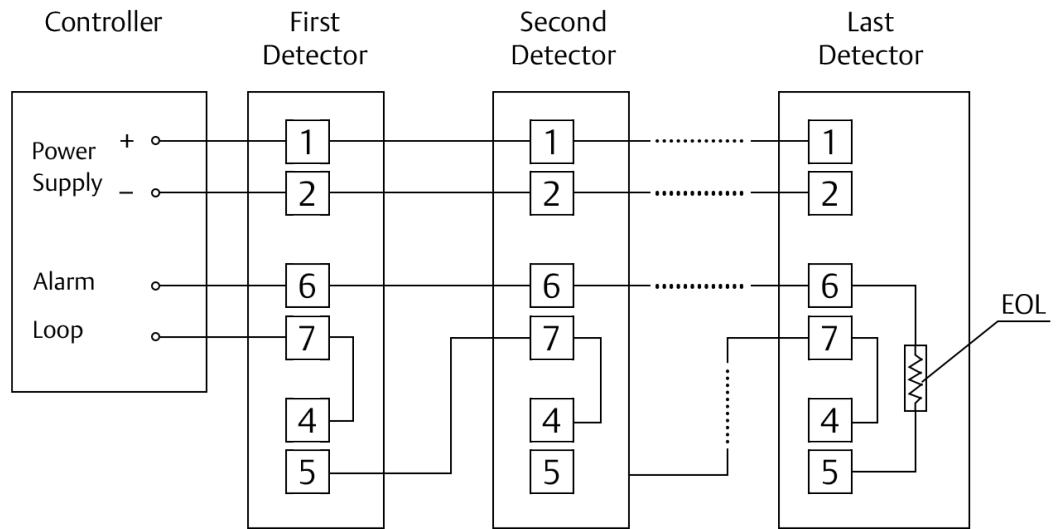 Controller
First
Detector
Second
Detector
Last
Detector
Power
Supply
+
–
Alarm
Loop
1
2
6
7
4
5
1
2
6
7
4
5
1
2
6
7
4
5
EOL